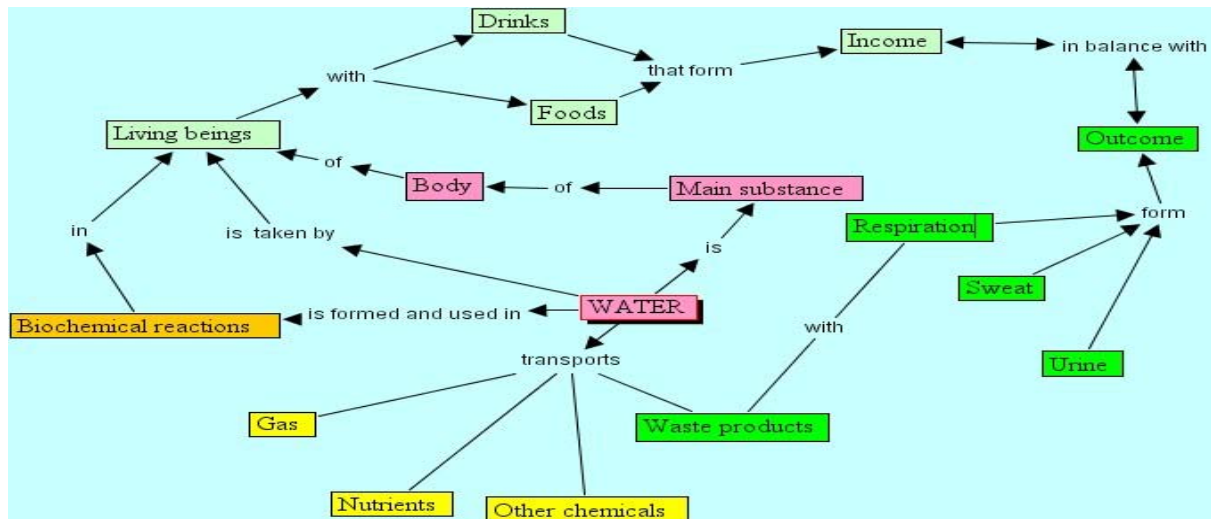 Drinks
Income
in balance with
that form
with
Foods
Living beings
Outcome
of
Body
of
Main substance
Respiration
form
in
is taken by
is
Sweat
WATER
is formed and used in
Biochemical reactions
with
transports
Urine
Gas
Waste products
Nutrients
Other chemicals